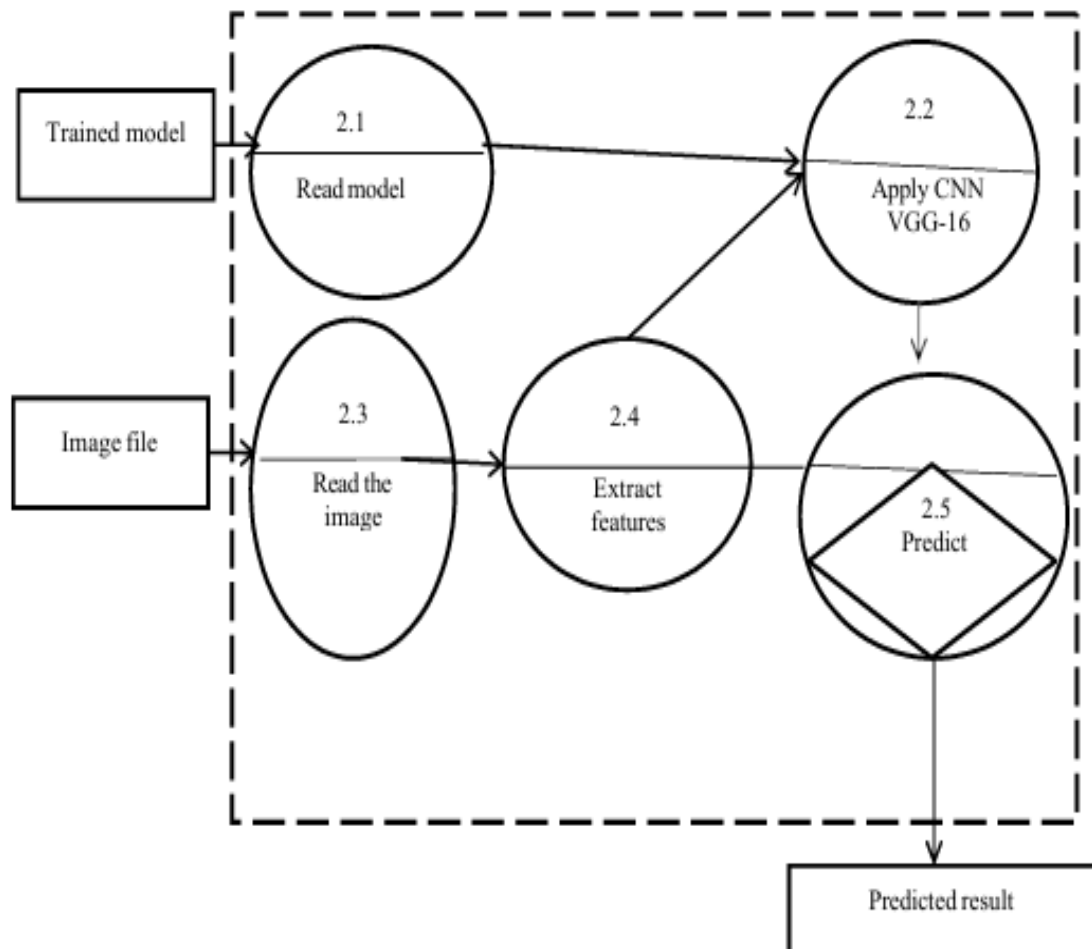 Trained model
2.1
Read model
2.2
Apply CNN
VGG-16
Image file
2.3
Read the
image
2.4
Extract
features
2.5
Predict
Predicted result